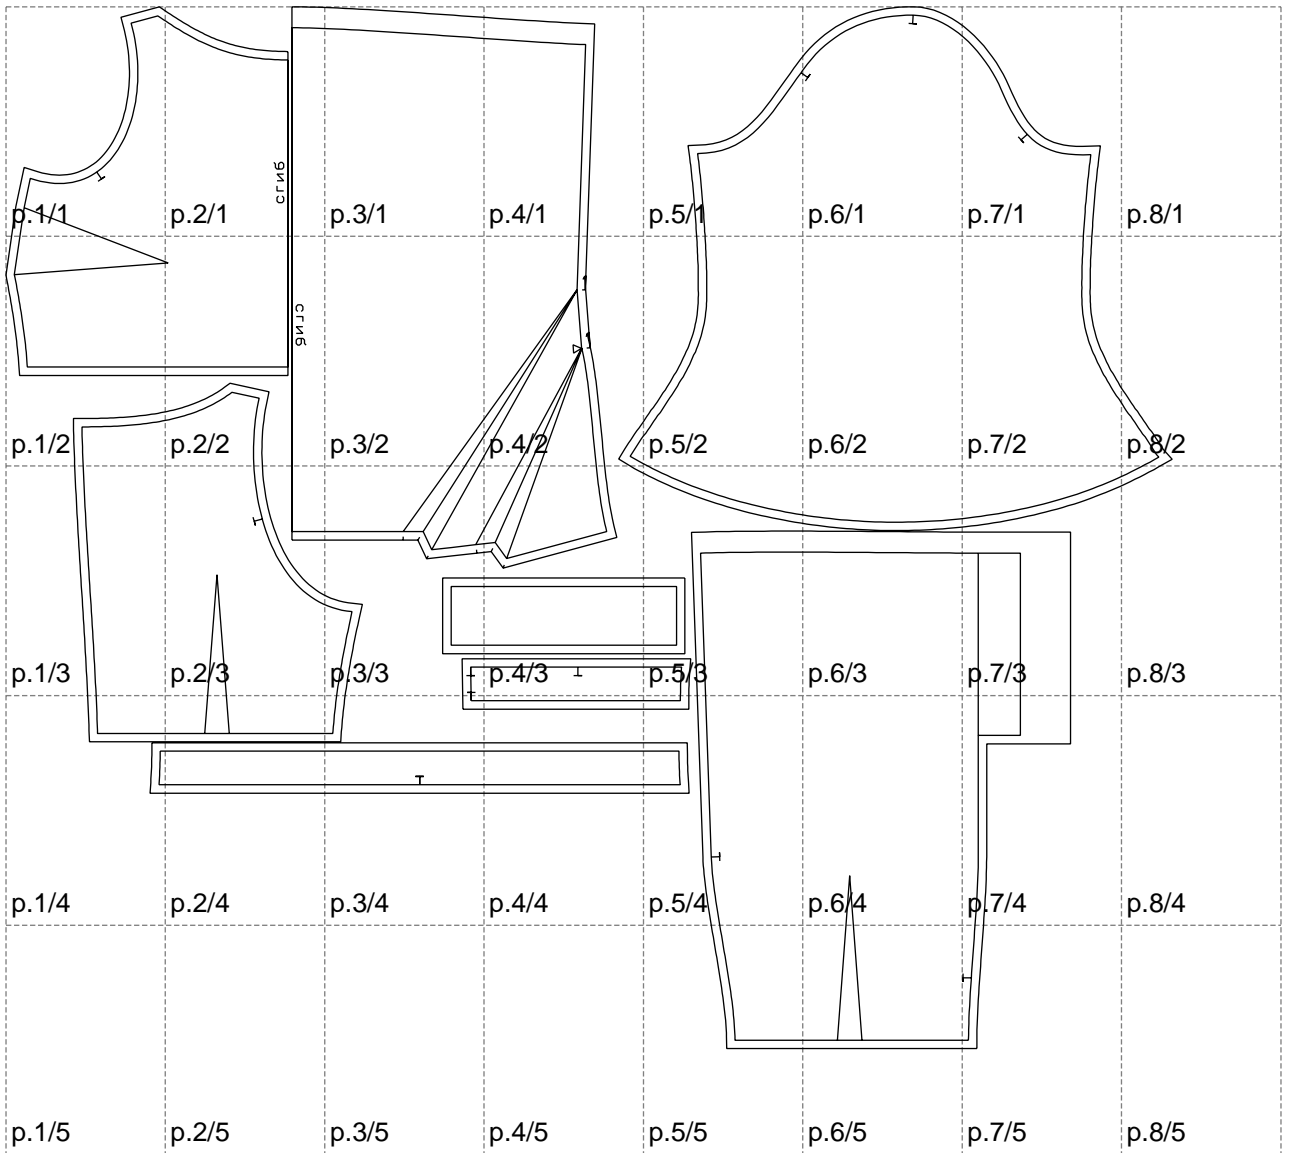 сгиб
p.1/1 p.2/1 p.3/1 p.4/1 p.5/1 p.6/1 p.7/1 p.8/1
1
сгиб
1
p.1/2 p.2/2 p.3/2 p.4/2 p.5/2 p.6/2 p.7/2 p.8/2
p.1/3 p.2/3 p.3/3 p.4/3 p.5/3 p.6/3 p.7/3 p.8/3
p.1/4 p.2/4 p.3/4 p.4/4 p.5/4 p.6/4 p.7/4 p.8/4
p.1/5 p.2/5 p.3/5 p.4/5 p.5/5 p.6/5 p.7/5 p.8/5